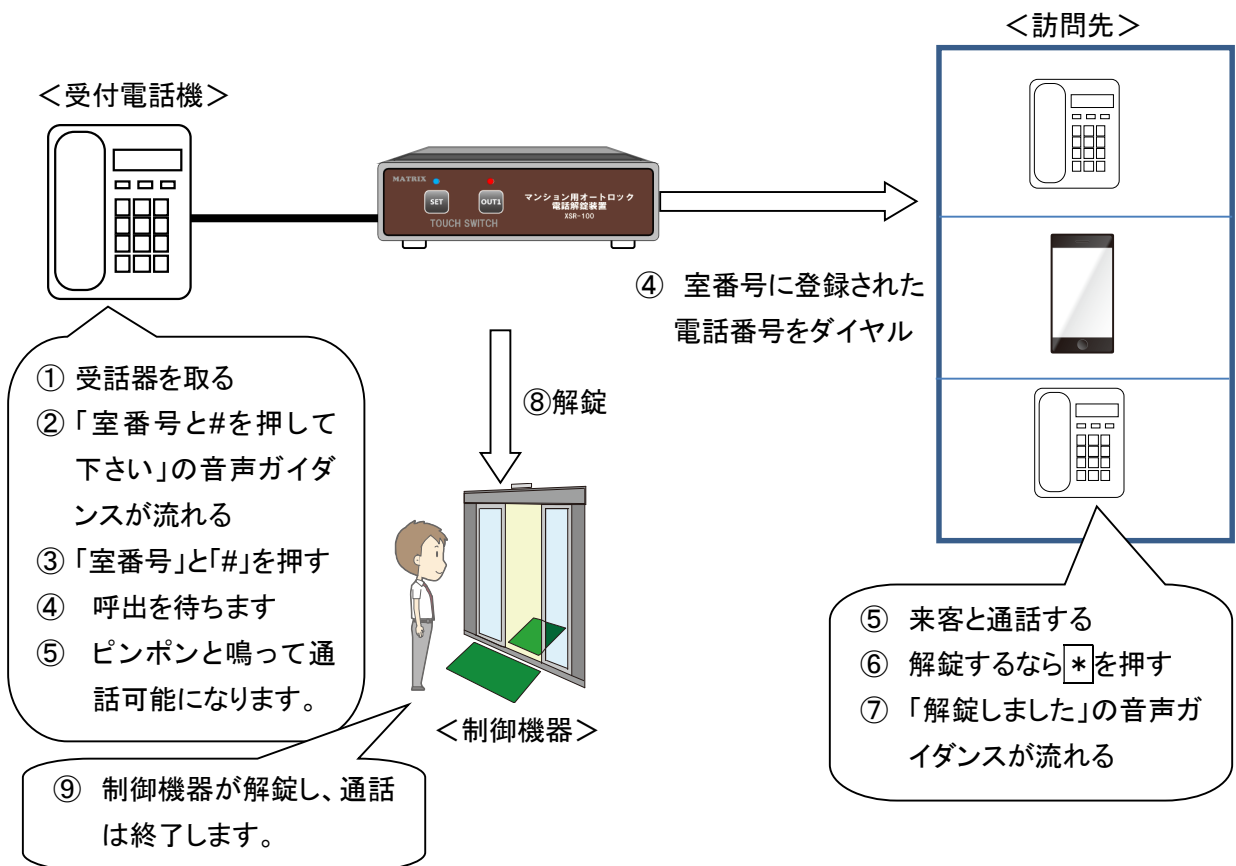 ＜訪問先＞
＜受付電話機＞
MATRIX
SET
OUT1
マンション用オートロック
電話解錠装置
XSR-100
TOUCH SWITCH
④ 室番号に登録された
電話番号をダイヤル
① 受話器を取る
②「室番号と#を押して
下さい」の音声ガイダ
ンスが流れる
③「室番号」と「#」を押す
④ 呼出を待ちます
⑤ ピンポンと鳴って通
話可能になります。
⑧解錠
＜制御機器＞
⑤ 来客と通話する
⑥ 解錠するなら*を押す
⑦ 「解錠しました」の音声ガ
イダンスが流れる
⑨ 制御機器が解錠し、通話
は終了します。